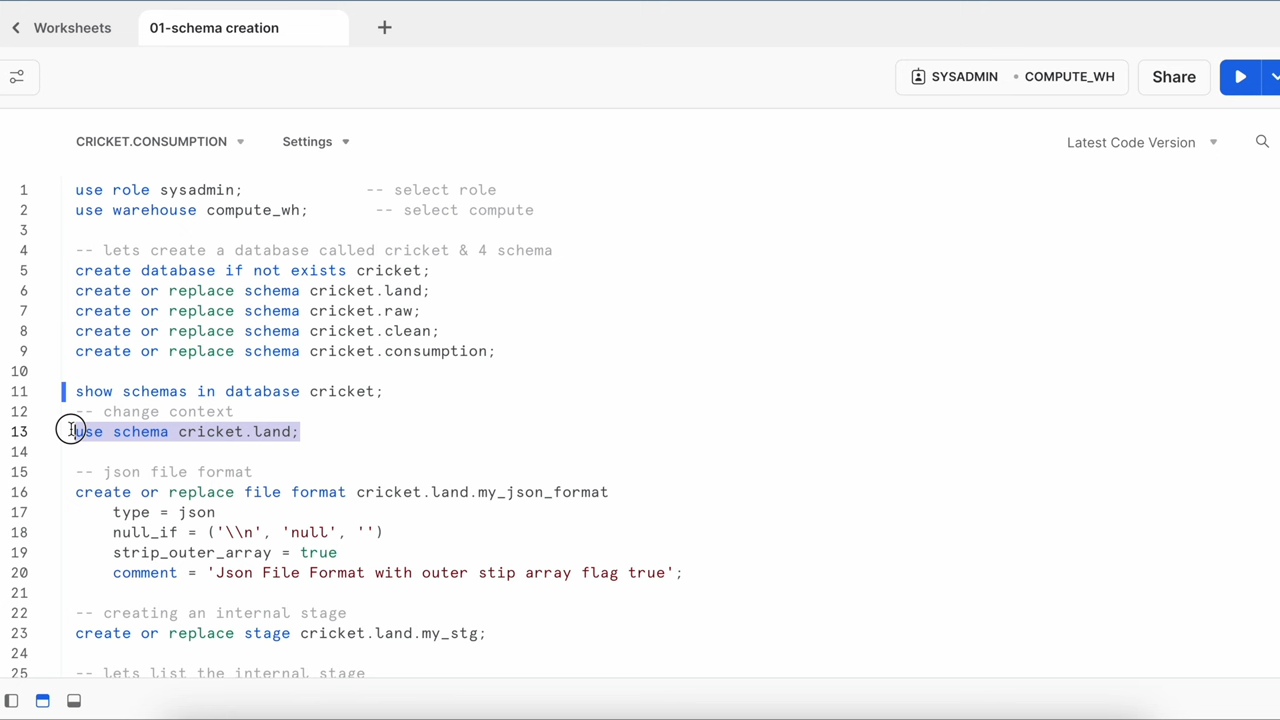 Worksheets
01-schema creation
SYSADMIN
COMPUTE_WH
Share
CRICKET.CONSUMPTION
Settings
Latest Code Version
1 use role sysadmin; -- select role
2 use warehouse compute_wh; -- select compute
3
4 -- lets create a database called cricket & 4 schema
5 create database if not exists cricket;
6 create or replace schema cricket.land;
7 create or replace schema cricket.raw;
8 create or replace schema cricket.clean;
9 create or replace schema cricket.consumption;
10
11 show schemas in database cricket;
12 -- change context
13 use schema cricket.land;
14
15 -- json file format
16 create or replace file format cricket.land.my_json_format
17 type = json
18 null_if = ('\\n', 'null', '')
19 strip_outer_array = true
20 comment = 'Json File Format with outer stip array flag true';
21
22 -- creating an internal stage
23 create or replace stage cricket.land.my_stg;
24
25 -- lets list the internal stage